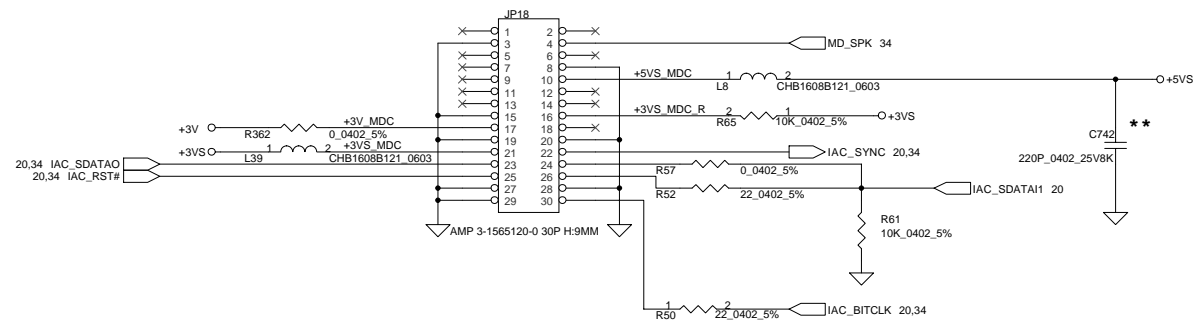 JP18
1 2
3 4
MD_SPK 34
5 6
7 8
9 10
+5VS_MDC
1 2
L8
CHB1608B121_0603
+5VS
11 12
13 14
15 16
+3VS_MDC_R
2 1
R65
10K_0402_5%
+3VS
C742
**
220P_0402_25V8K
+3V
R362
+3V_MDC
0_0402_5%
17 18
19 20
+3VS
1 2
L39
+3VS_MDC
CHB1608B121_0603
21 22
IAC_SYNC 20,34
20,34 IAC_SDATAO
23 24
R57
0_0402_5%
20,34 IAC_RST#
25 26
R52
22_0402_5%
IAC_SDATAI1 20
27 28
29 30
R61
10K_0402_5%
AMP 3-1565120-0 30P H:9MM
1 2
R50
22_0402_5%
IAC_BITCLK 20,34